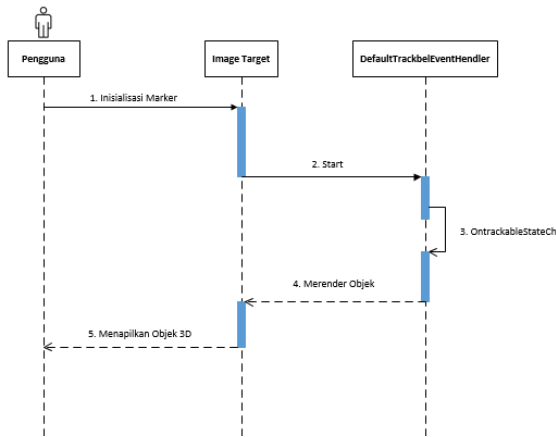 Pengguna
Image Target
DefaultTrackbelEventHendler
1. Inisialisasi Marker
2. Start
3. OntrackableStateCh
4. Merender Objek
5. Menapilkan Objek 3D